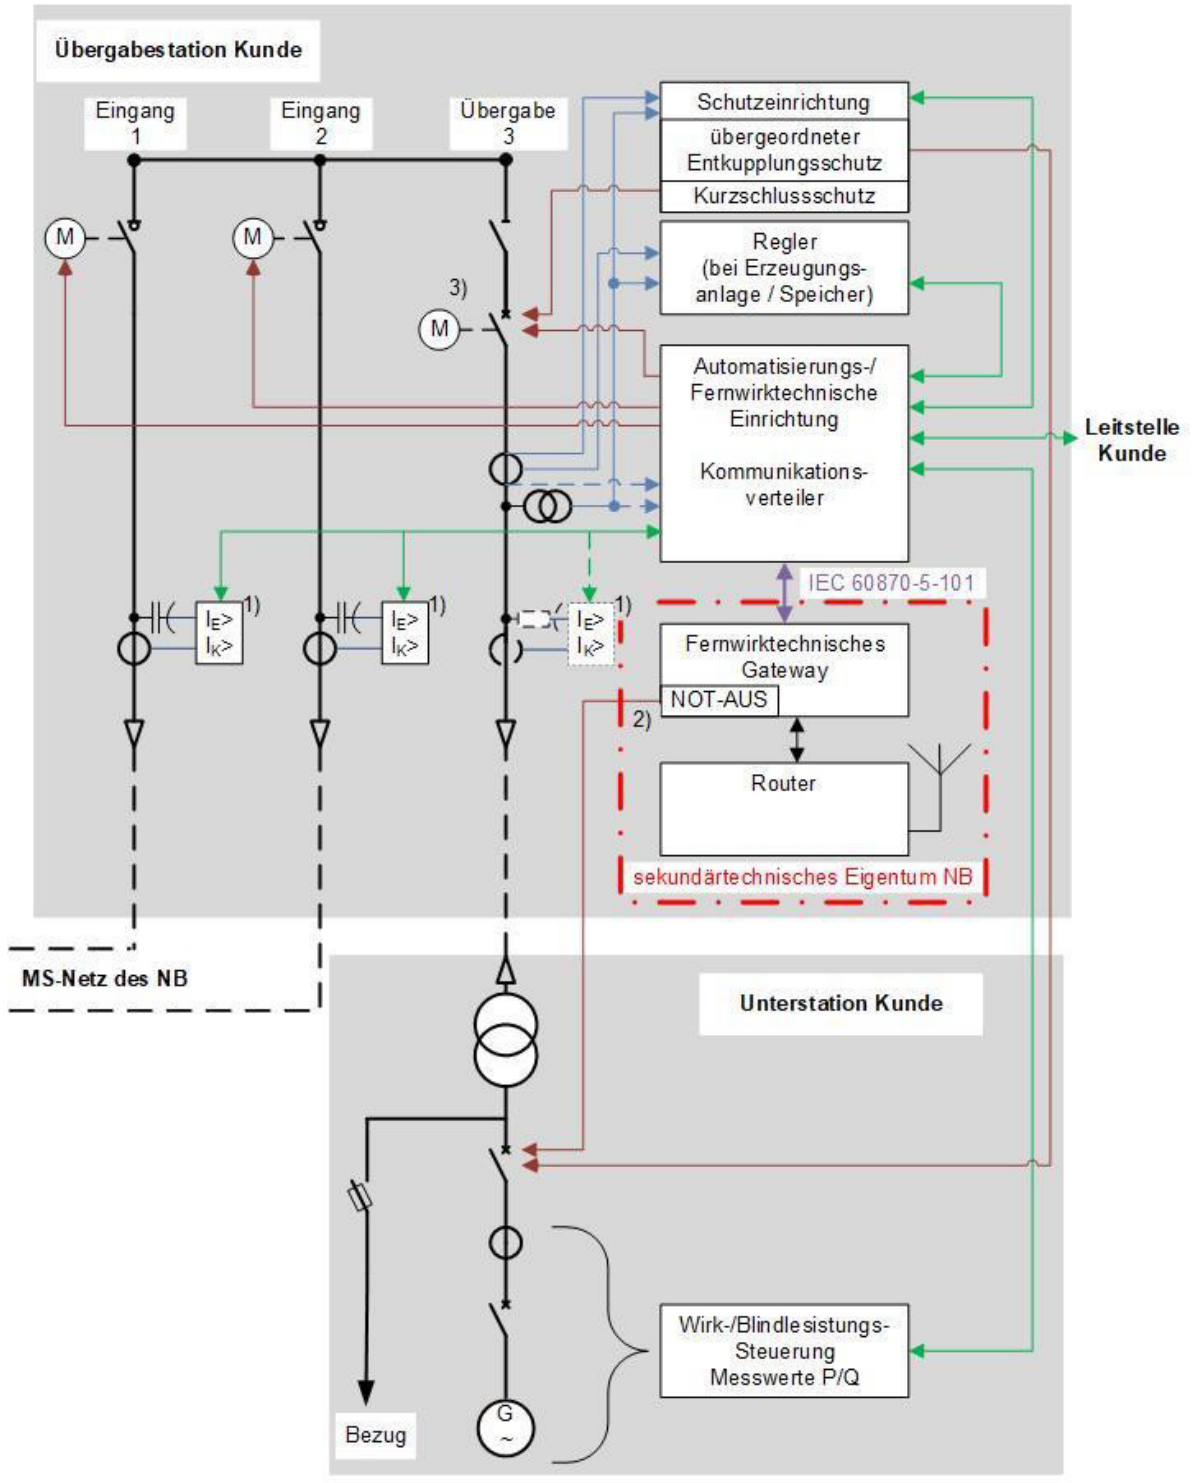 Übergabestation Kunde
Eingang
1
Eingang
2
Übergabe
3
Schutzeinrichtung
übergeordneter
Entkupplungsschutz
Kurzschlussschutz
M
M
Regler
(bei Erzeugungs-
anlage / Speicher)
3)
M
Automatisierungs-/
Fernwirktechnische
Einrichtung
Kommunikations-
verteiler
Leitstelle
Kunde
IEC 60870-5-101
IE>
IK>
1)
IE>
IK>
1)
IE>
IK>
1)
Fernwirktechnisches
Gateway
NOT-AUS
2)
Router
sekundärtechnisches Eigentum NB
MS-Netz des NB
Unterstation Kunde
Wirk-/Blindlesistungs-
Steuerung
Messwerte P/Q
G
~
Bezug